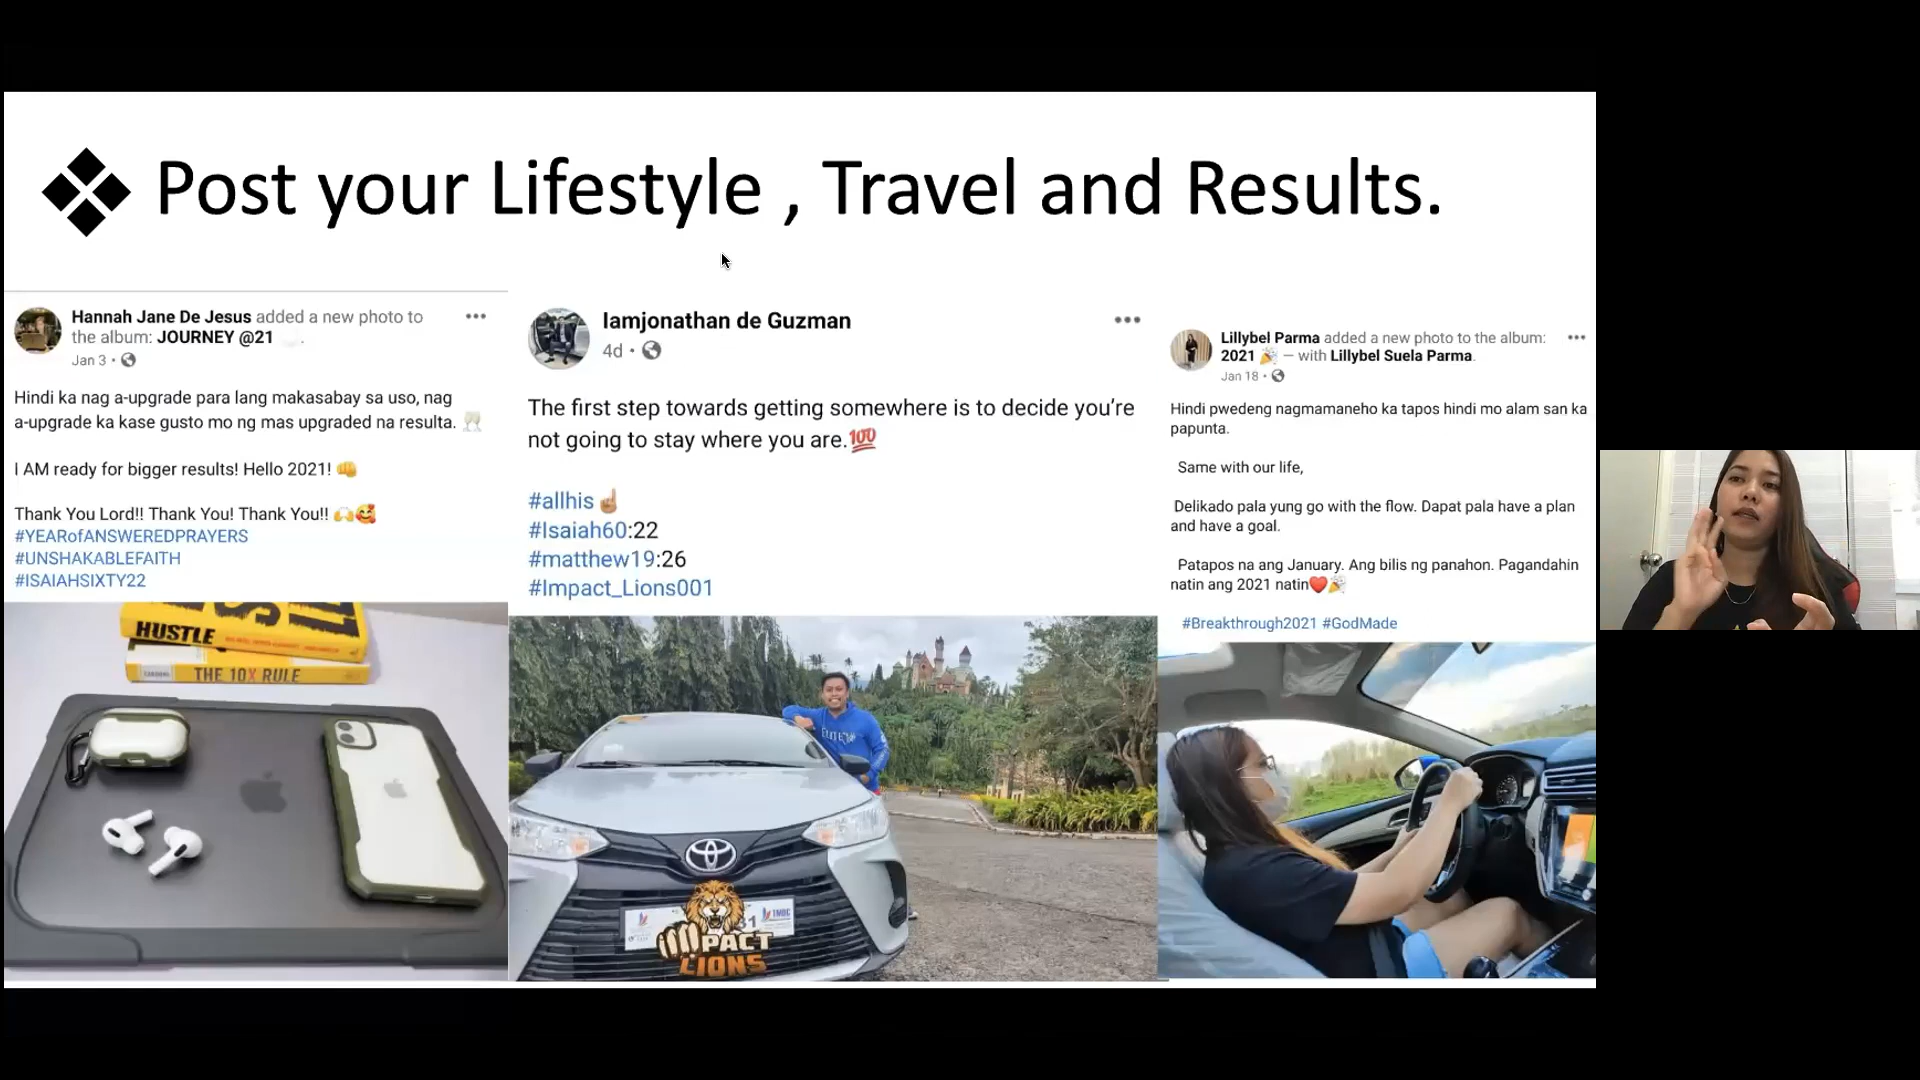 ❖ Post your Lifestyle , Travel and Results.
Hannah Jane De Jesus added a new photo to
the album: JOURNEY @21
Jan 3 •
Hindi ka nag a-upgrade para lang makasabay sa uso, nag
a-upgrade ka kase gusto mo ng mas upgraded na resulta. 🥂
I AM ready for bigger results! Hello 2021! 👊
Thank You Lord!! Thank You! Thank You!! 🙌🥰
#YEARofANSWEREDPRAYERS
#UNSHAKABLEFAITH
#ISAIAHSIXTY22
HUSTLE
THE 10X RULE
Iamjonathan de Guzman
4d •
The first step towards getting somewhere is to decide you’re
not going to stay where you are.💯
#allhis☝🏼
#Isaiah60:22
#matthew19:26
#Impact_Lions001
IMPACT
LIONS
Lillybel Parma added a new photo to the album:
2021 🎉 — with Lillybel Suela Parma.
Jan 18 •
Hindi pwedeng nagmamaneho ka tapos hindi mo alam san ka
papunta.
Same with our life,
Delikado pala yung go with the flow. Dapat pala have a plan
and have a goal.
Patapos na ang January. Ang bilis ng panahon. Pagandahin
natin ang 2021 natin❤️🎉
#Breakthrough2021 #GodMade